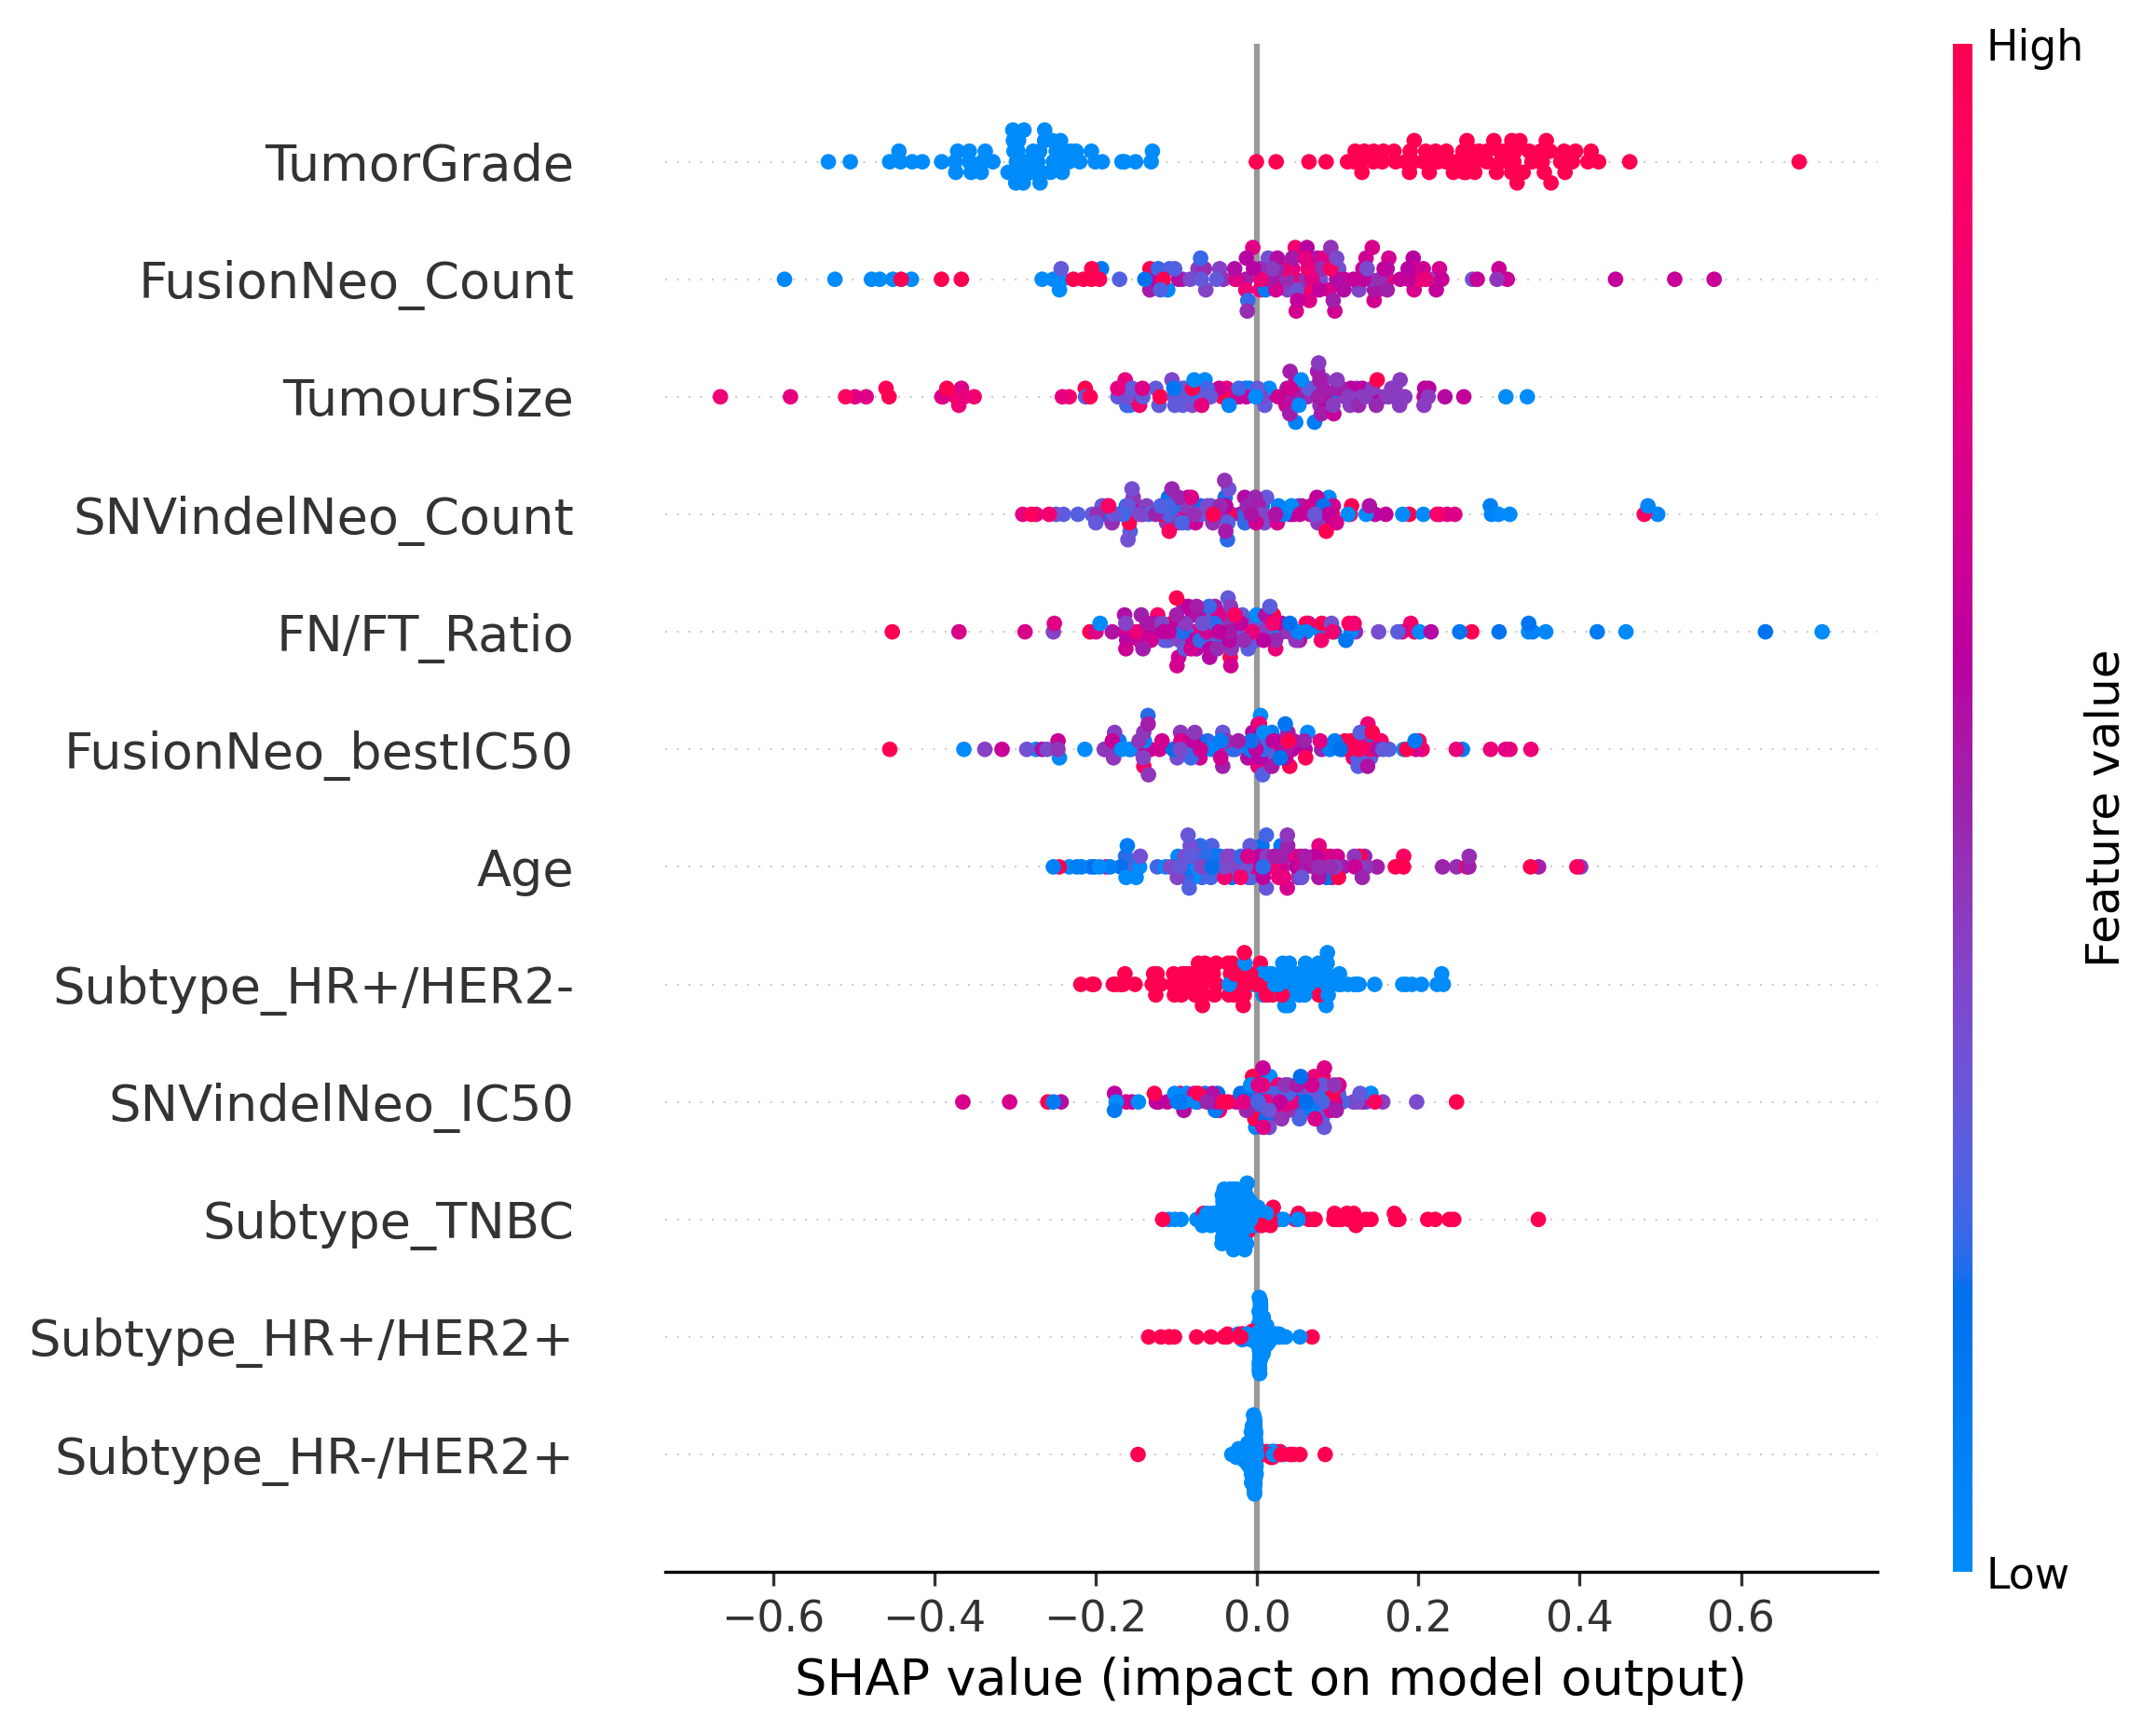 High
TumorGrade
FusionNeo_Count
TumourSize
SNVindelNeo_Count
FN/FT_Ratio
FusionNeo_bestIC50
Age
Subtype_HR+/HER2-
SNVindelNeo_IC50
Subtype_TNBC
Subtype_HR+/HER2+
Subtype_HR-/HER2+
Feature value
Low
−0.6 −0.4 −0.2 0.0 0.2 0.4 0.6
SHAP value (impact on model output)